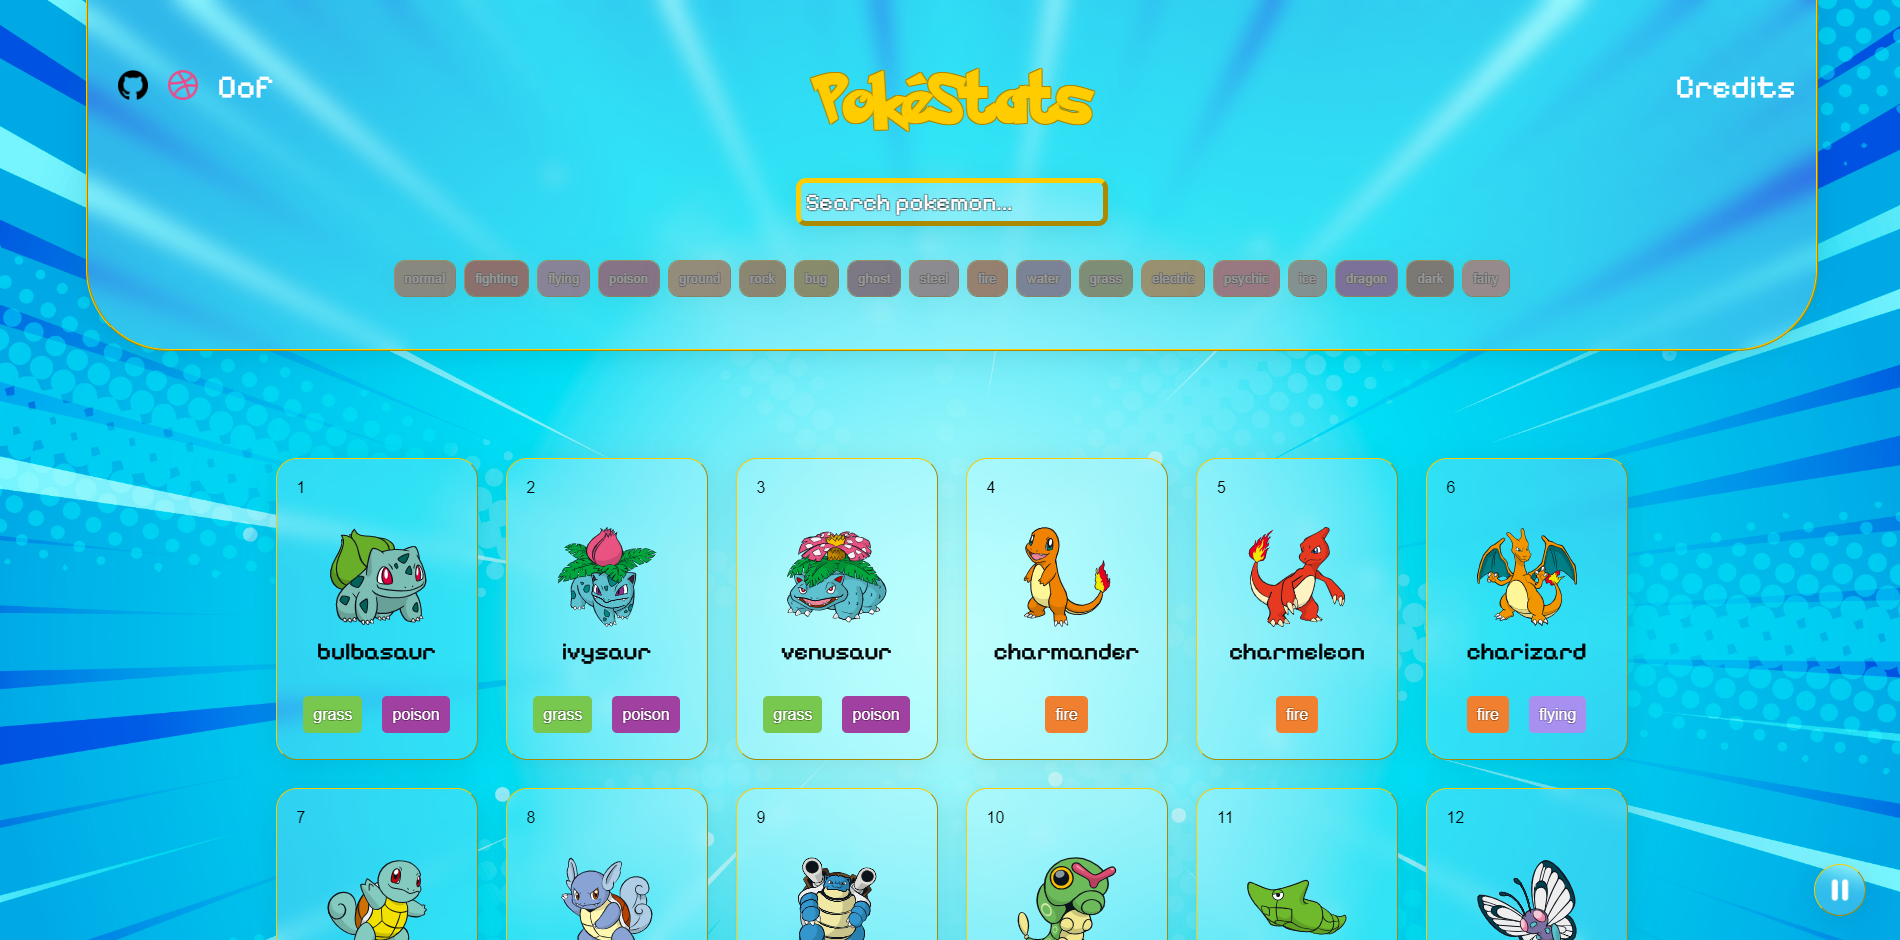 Oof
PokéStats
Credits
Search pokemon...
normal fighting flying poison ground rock bug ghost steel fire water grass electric psychic ice dragon dark fairy
1 2 3 4 5 6
bulbasaur ivysaur venusaur charmander charmeleon charizard
grass poison grass poison grass poison fire fire fire flying
7 8 9 10 11 12